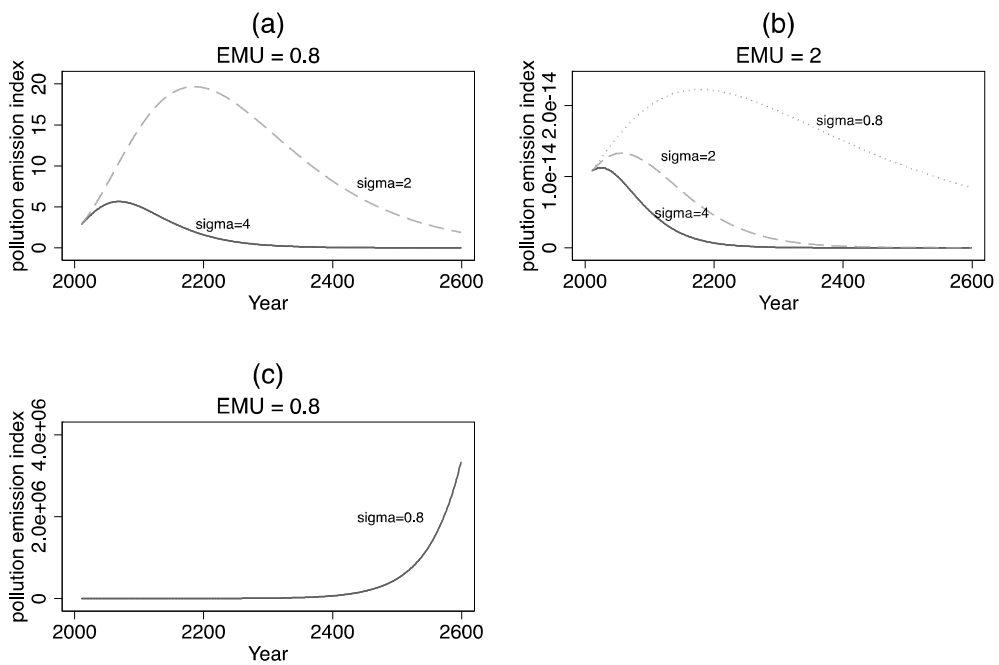 (a)
EMU = 0.8
pollution emission index
20
15
10
5
0
sigma=2
sigma=4
2000 2200 2400 2600
Year
(b)
EMU = 2
pollution emission index
2.0e-14
1.0e-14
0
sigma=0.8
sigma=2
sigma=4
2000 2200 2400 2600
Year
(c)
EMU = 0.8
pollution emission index
4.0e+06
2.0e+06
0
sigma=0.8
2000 2200 2400 2600
Year